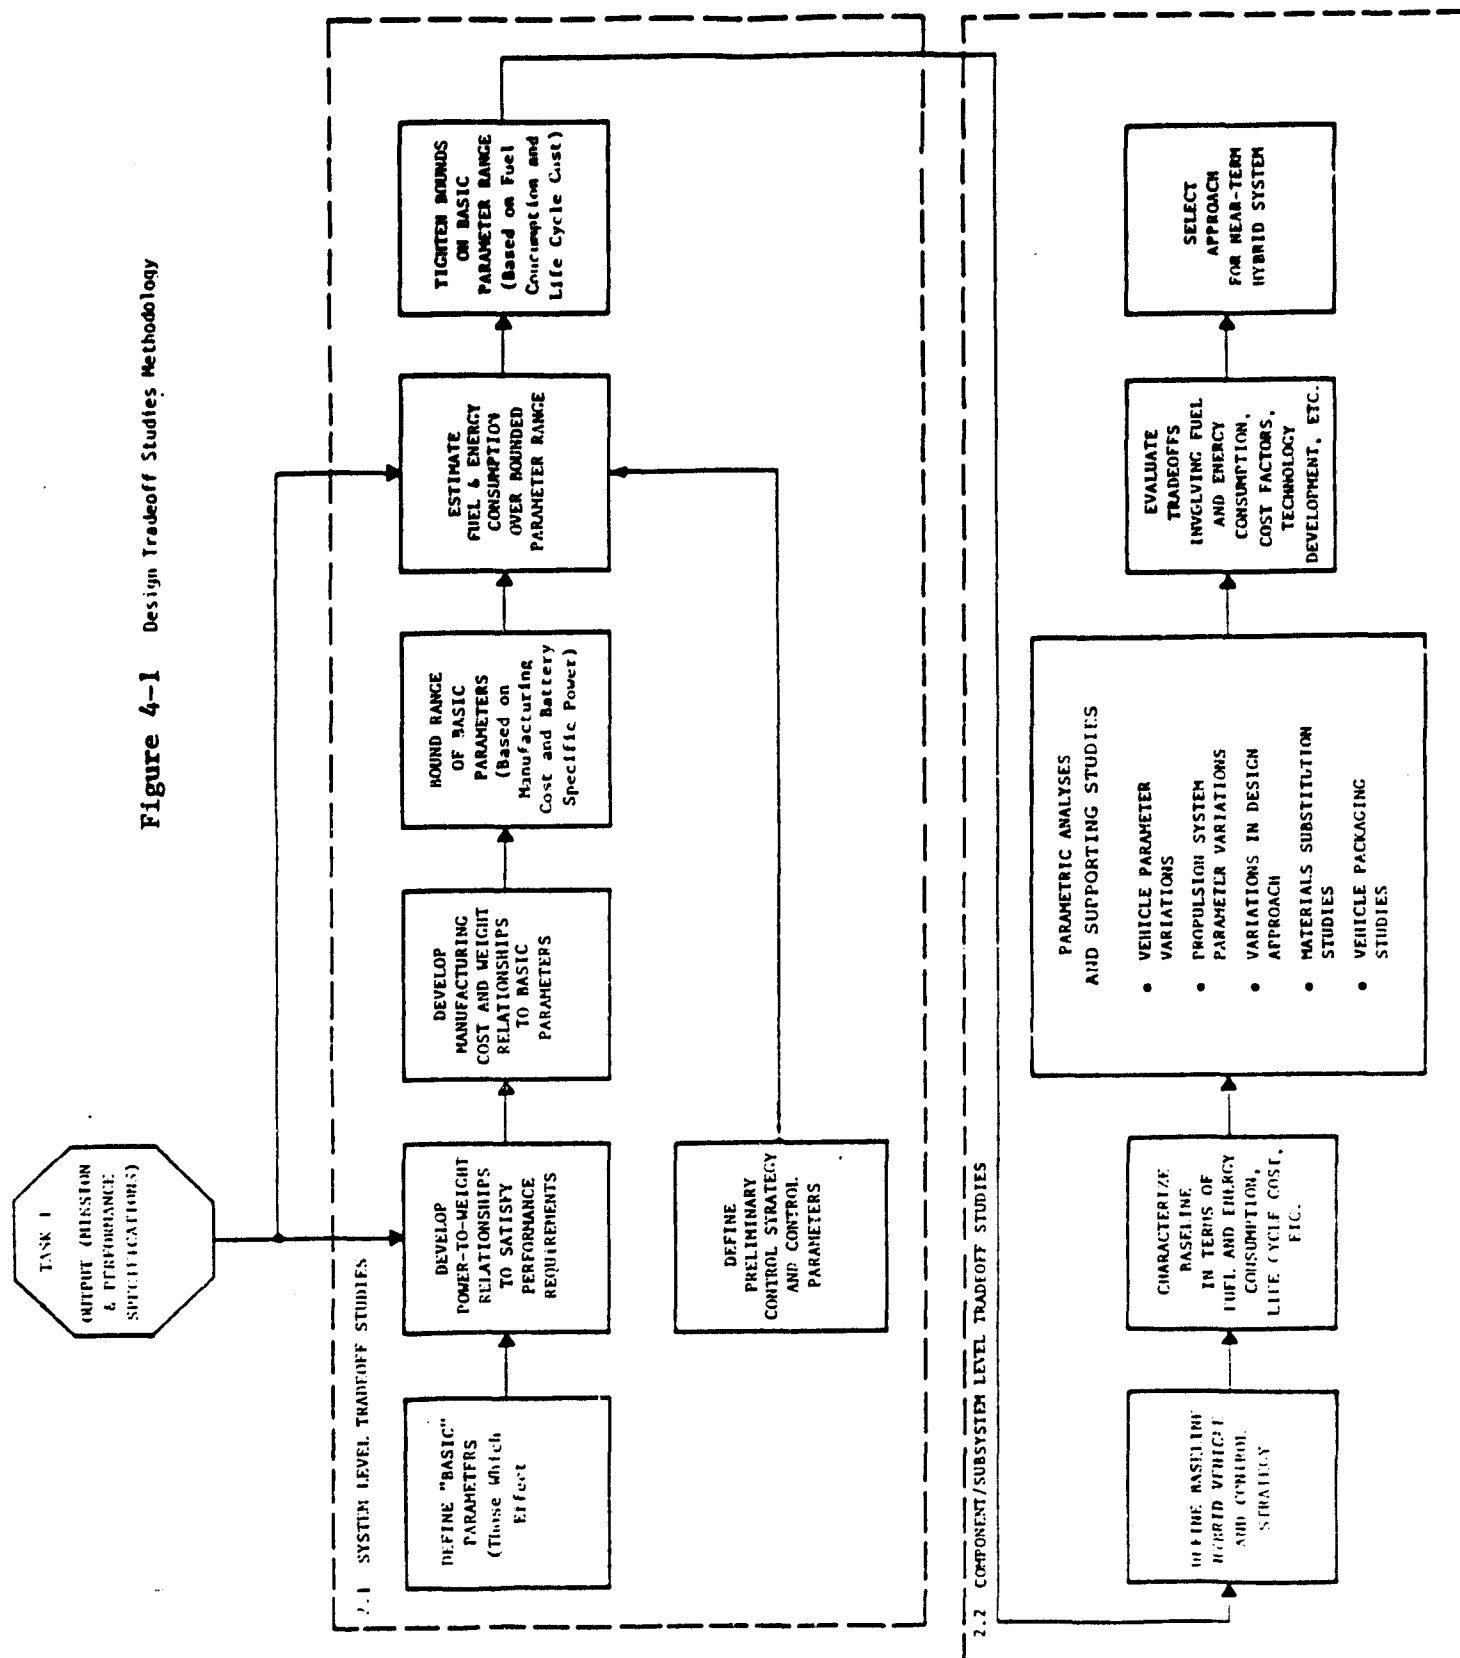 Figure 4-1 Design Tradeoff Studies Methodology
TASK 1
OUTPUT (MISSION
& PERFORMANCE
SPECIFICATIONS)
2.1 SYSTEM LEVEL TRADEOFF STUDIES
DEFINE "BASIC"
PARAMETERS
(Those Which
Effect
DEVELOP
POWER-TO-WEIGHT
RELATIONSHIPS
TO SATISFY
PERFORMANCE
REQUIREMENTS
DEVELOP
MANUFACTURING
COST AND WEIGHT
RELATIONSHIPS
TO BASIC
PARAMETERS
BOUND RANGE
OF BASIC
PARAMETERS
(Based on
Manufacturing
Cost and Battery
Specific Power)
ESTIMATE
FUEL & ENERGY
CONSUMPTION
OVER BOUNDED
PARAMETER RANGE
TIGHTEN BOUNDS
ON BASIC
PARAMETER RANGE
(Based on Fuel
Consumption and
Life Cycle Cost)
DEFINE
PRELIMINARY
CONTROL STRATEGY
AND CONTROL
PARAMETERS
2.2 COMPONENT/SUBSYSTEM LEVEL TRADEOFF STUDIES
DEFINE BASELINE
HYBRID VEHICLE
AND CONTROL
STRATEGY
CHARACTERIZE
BASELINE
IN TERMS OF
FUEL AND ENERGY
CONSUMPTION,
LIFE CYCLE COST,
ETC.
PARAMETRIC ANALYSES
AND SUPPORTING STUDIES
• VEHICLE PARAMETER
VARIATIONS
• PROPULSION SYSTEM
PARAMETER VARIATIONS
• VARIATIONS IN DESIGN
APPROACH
• MATERIALS SUBSTITUTION
STUDIES
• VEHICLE PACKAGING
STUDIES
EVALUATE
TRADEOFFS
INVOLVING FUEL
AND ENERGY
CONSUMPTION,
COST FACTORS,
TECHNOLOGY
DEVELOPMENT, ETC.
SELECT
APPROACH
FOR NEAR-TERM
HYBRID SYSTEM